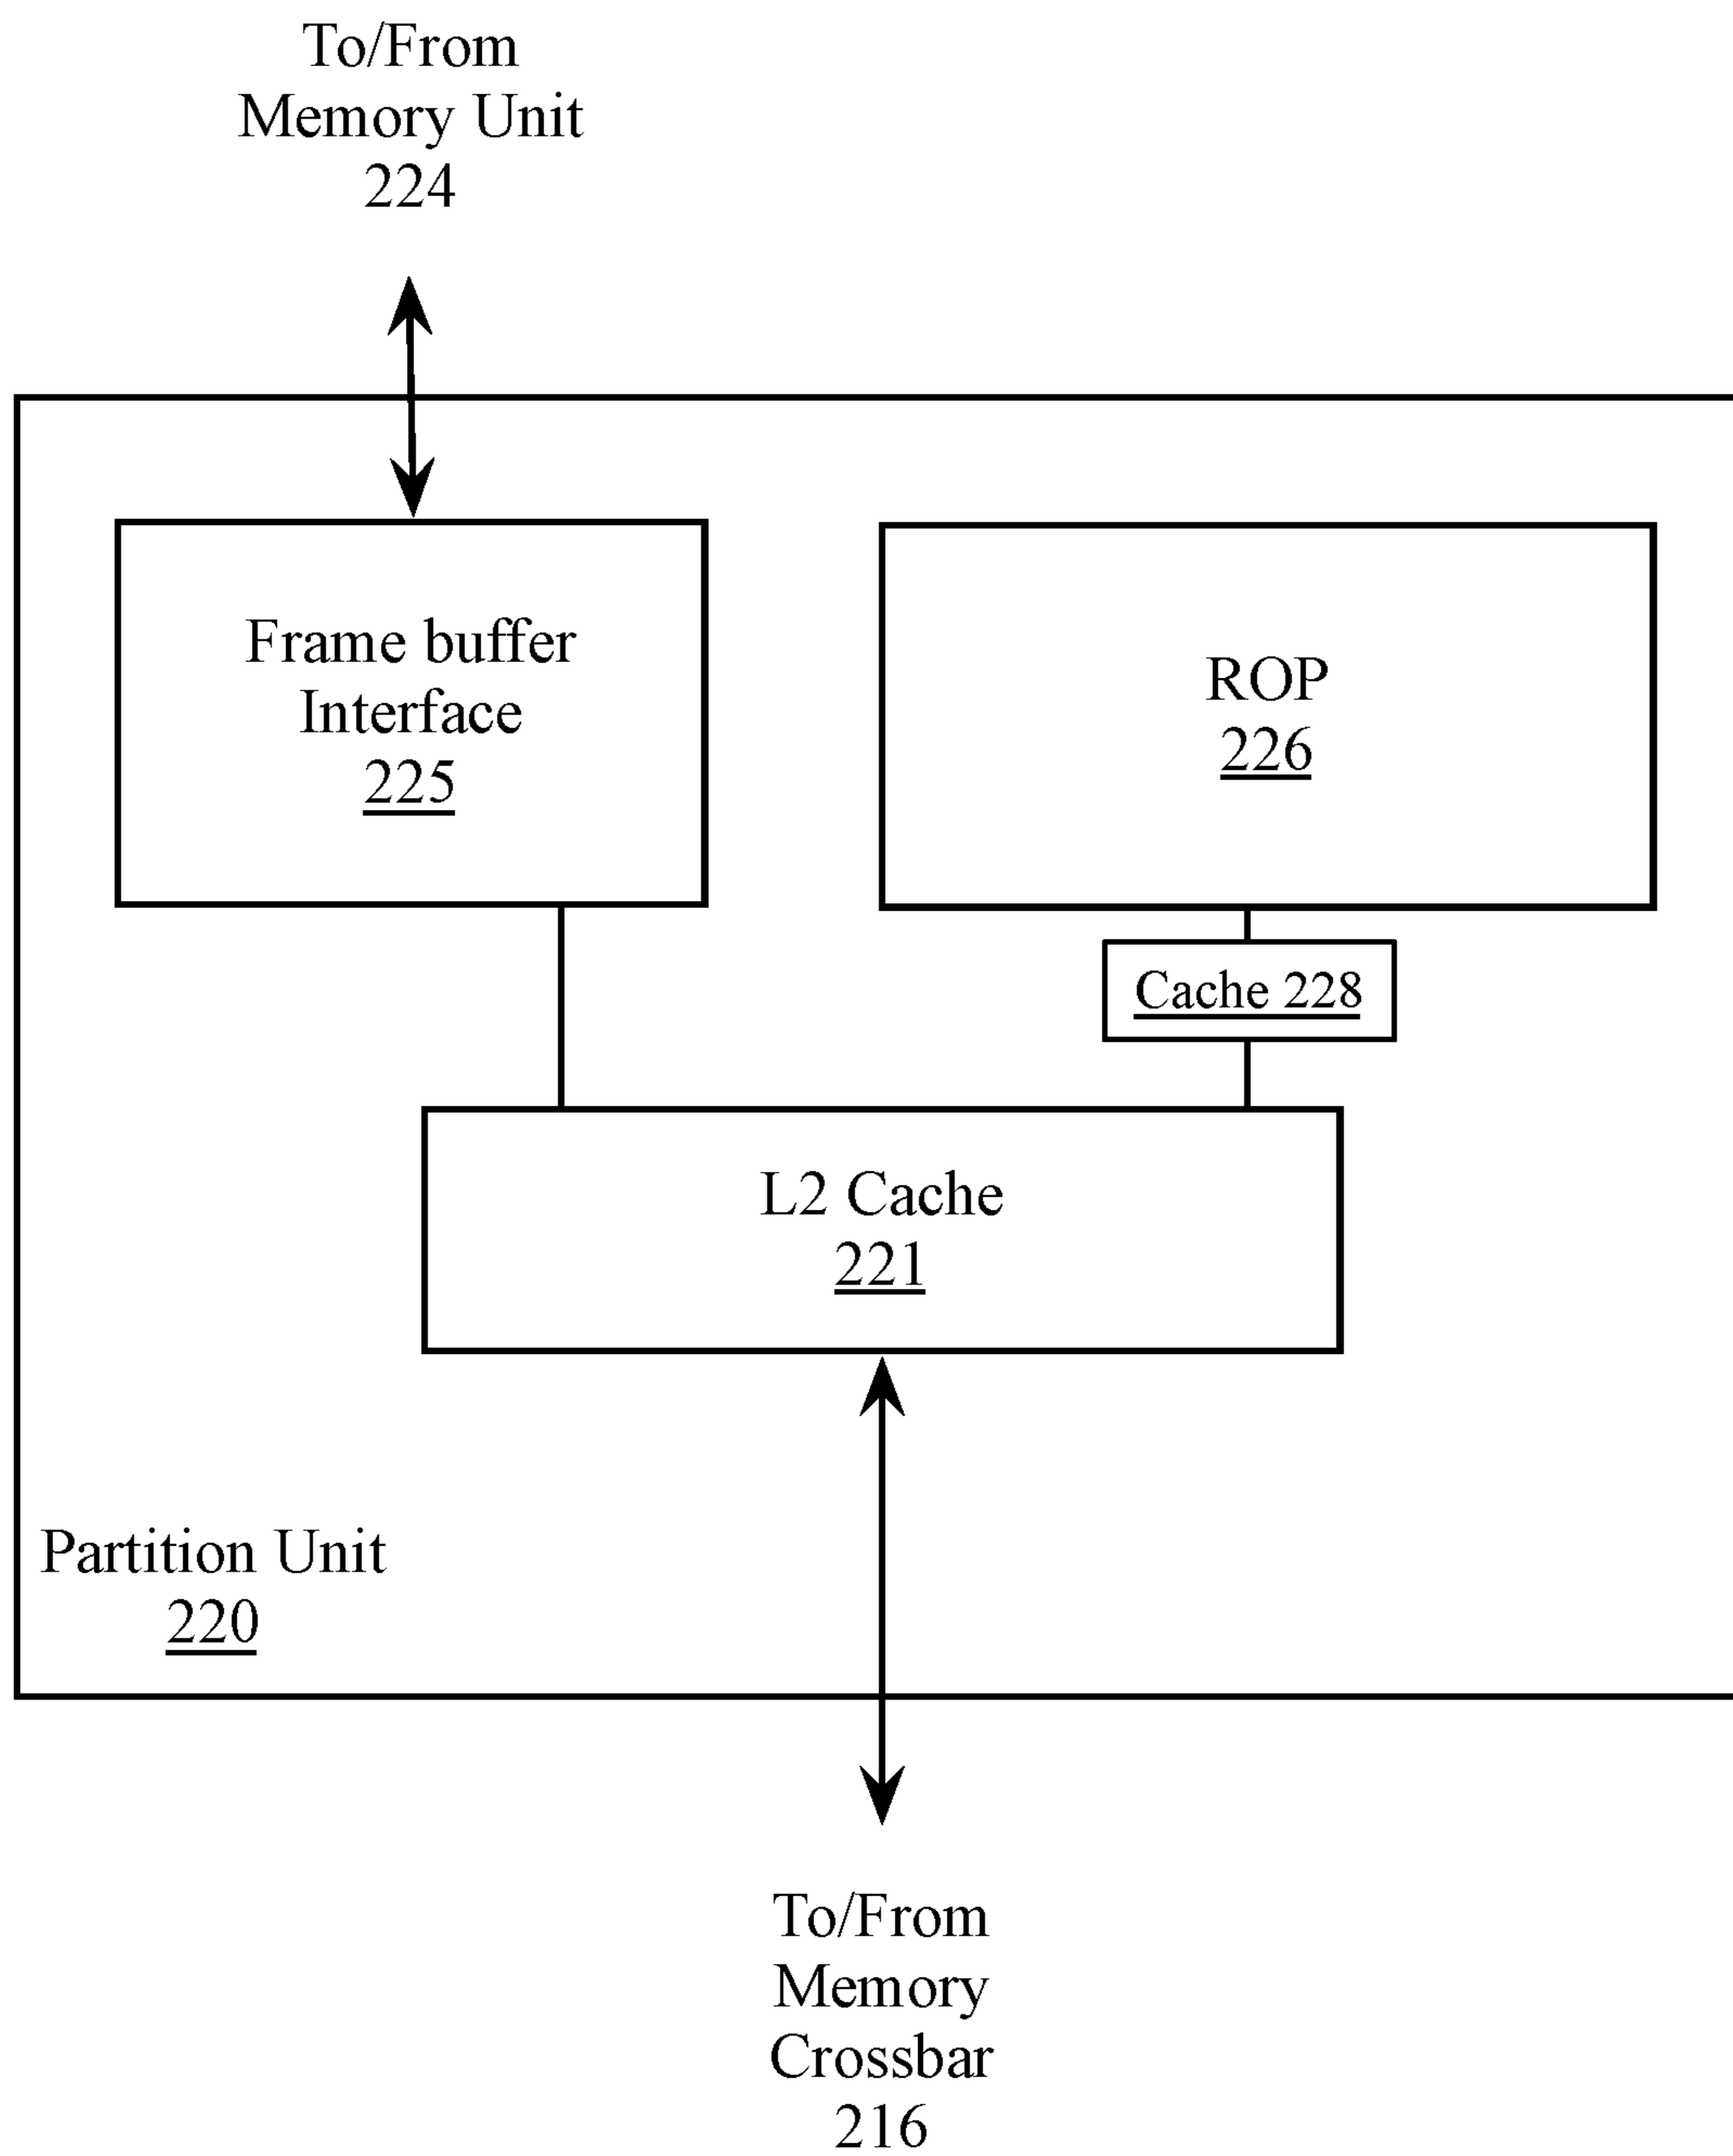 To/From
Memory Unit
224
Frame buffer
Interface
225
ROP
226
Cache 228
L2 Cache
221
Partition Unit
220
To/From
Memory
Crossbar
216